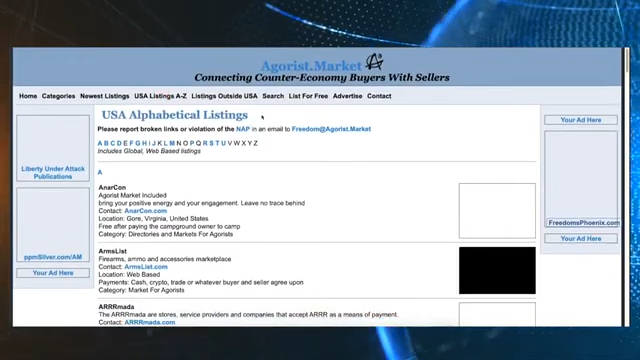 Agorist.Market
Connecting Counter-Economy Buyers With Sellers
Home Categories Newest Listings USA Listings A-Z Listings Outside USA Search List For Free Advertise Contact
USA Alphabetical Listings
Please report broken links or violation of the NAP in an email to Freedom@Agorist.Market
A B C D E F G H I J K L M N O P Q R S T U V W X Y Z
Includes Global, Web Based listings
A
AnarCon
Agorist Market Included
bring your positive energy and your engagement. Leave no trace behind
Contact: AnarCon.com
Location: Gore, Virginia, United States
Free after paying the campground owner to camp
Category: Directories and Markets For Agorists
ArmsList
Firearms, ammo and accessories marketplace
Contact: ArmsList.com
Location: Web Based
Payments: Cash, crypto, trade or whatever buyer and seller agree upon
Category: Market For Agorists
ARRRmada
The ARRRmada are stores, service providers and companies that accept ARRR as a means of payment.
Contact: ARRRmada.com
Liberty Under Attack
Publications
ppmSilver.com/AM
Your Ad Here
Your Ad Here
FreedomsPhoenix.com
Your Ad Here